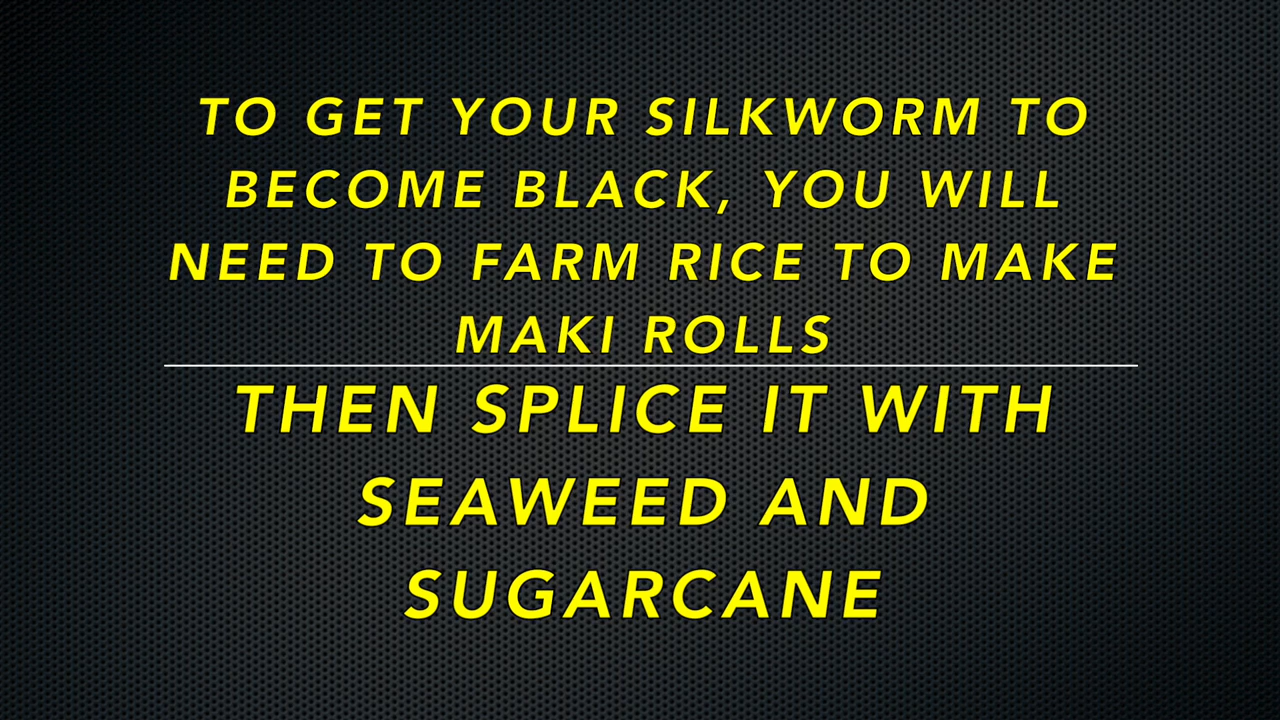 TO GET YOUR SILKWORM TO
BECOME BLACK, YOU WILL
NEED TO FARM RICE TO MAKE
MAKI ROLLS
THEN SPLICE IT WITH
SEAWEED AND
SUGARCANE